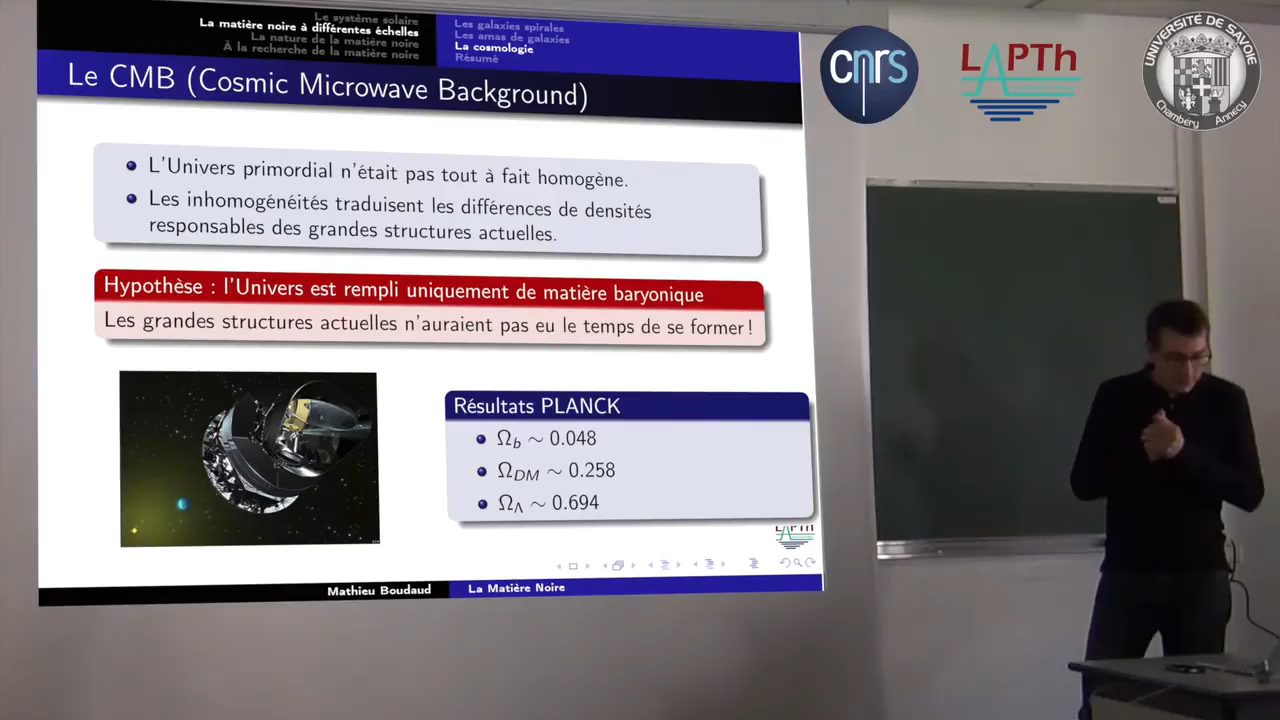 Le système solaire
La matière noire à différentes échelles
La nature de la matière noire
À la recherche de la matière noire
Les galaxies spirales
Les amas de galaxies
La cosmologie
Résumé
Le CMB (Cosmic Microwave Background)
L'Univers primordial n'était pas tout à fait homogène.
Les inhomogénéités traduisent les différences de densités
responsables des grandes structures actuelles.
Hypothèse : l'Univers est rempli uniquement de matière baryonique
Les grandes structures actuelles n'auraient pas eu le temps de se former !
Résultats PLANCK
Ω_b ∼ 0.048
Ω_DM ∼ 0.258
Ω_Λ ∼ 0.694
LAPTh
Mathieu Boudaud
La Matière Noire
cnrs
LAPTh
UNIVERSITÉ DE SAVOIE
Chambéry Annecy